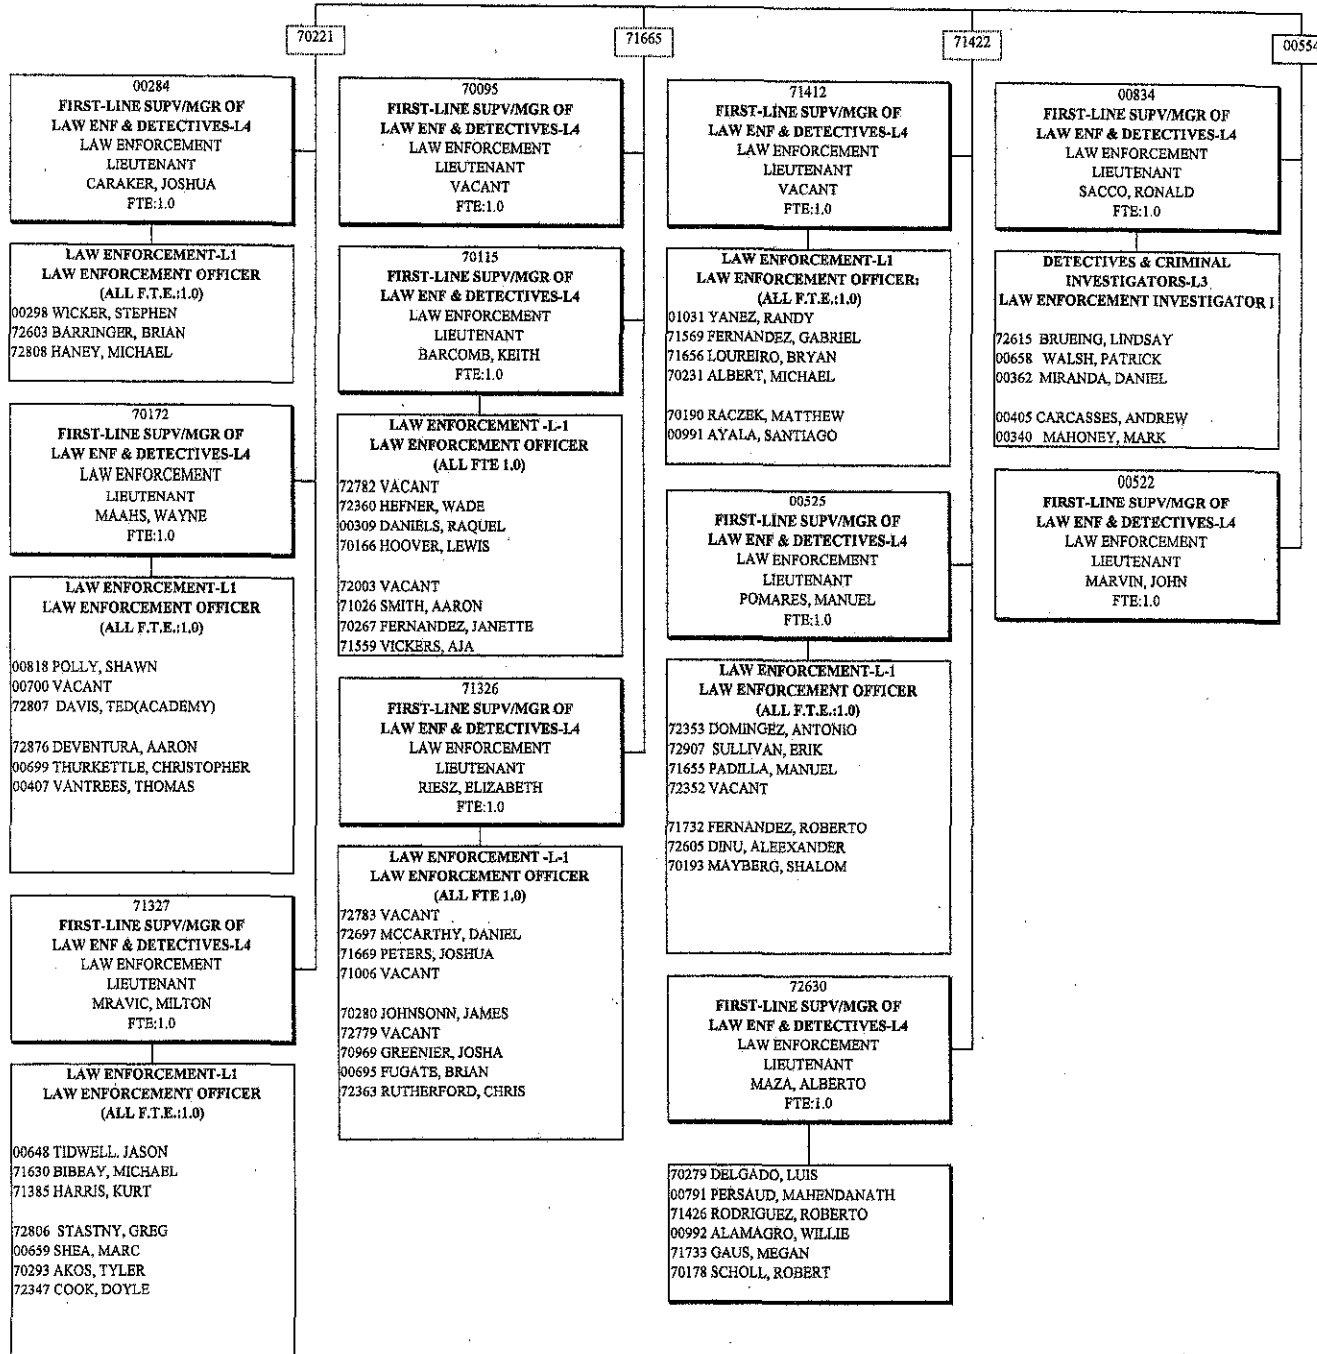 70221
71665
71422
00554
00284
FIRST-LINE SUPV/MGR OF
LAW ENF & DETECTIVES-L4
LAW ENFORCEMENT
LIEUTENANT
CARAKER, JOSHUA
FTE:1.0
LAW ENFORCEMENT-L1
LAW ENFORCEMENT OFFICER
(ALL F.T.E.:1.0)
00298 WICKER, STEPHEN
72603 BARRINGER, BRIAN
72808 HANEY, MICHAEL
70172
FIRST-LINE SUPV/MGR OF
LAW ENF & DETECTIVES-L4
LAW ENFORCEMENT
LIEUTENANT
MAAHS, WAYNE
FTE:1.0
LAW ENFORCEMENT-L1
LAW ENFORCEMENT OFFICER
(ALL F.T.E.:1.0)
00818 POLLY, SHAWN
00700 VACANT
72807 DAVIS, TED(ACADEMY)
72876 DEVENTURA, AARON
00699 THURKETTLE, CHRISTOPHER
00407 VANTREES, THOMAS
71327
FIRST-LINE SUPV/MGR OF
LAW ENF & DETECTIVES-L4
LAW ENFORCEMENT
LIEUTENANT
MRAVIC, MILTON
FTE:1.0
LAW ENFORCEMENT-L1
LAW ENFORCEMENT OFFICER
(ALL F.T.E.:1.0)
00648 TIDWELL. JASON
71630 BIBEAY, MICHAEL
71385 HARRIS, KURT
72806 STASTNY, GREG
00659 SHEA, MARC
70293 AKOS, TYLER
72347 COOK, DOYLE
70095
FIRST-LINE SUPV/MGR OF
LAW ENF & DETECTIVES-L4
LAW ENFORCEMENT
LIEUTENANT
VACANT
FTE:1.0
70115
FIRST-LINE SUPV/MGR OF
LAW ENF & DETECTIVES-L4
LAW ENFORCEMENT
LIEUTENANT
BARCOMB, KEITH
FTE:1.0
LAW ENFORCEMENT -L-1
LAW ENFORCEMENT OFFICER
(ALL FTE 1.0)
72782 VACANT
72360 HEFNER, WADE
00309 DANIELS, RAQUEL
70166 HOOVER, LEWIS
72003 VACANT
71026 SMITH, AARON
70267 FERNANDEZ, JANETTE
71559 VICKERS, AJA
71326
FIRST-LINE SUPV/MGR OF
LAW ENF & DETECTIVES-L4
LAW ENFORCEMENT
LIEUTENANT
RIESZ, ELIZABETH
FTE:1.0
LAW ENFORCEMENT -L-1
LAW ENFORCEMENT OFFICER
(ALL FTE 1.0)
72783 VACANT
72697 MCCARTHY, DANIEL
71669 PETERS, JOSHUA
71006 VACANT
70280 JOHNSONN, JAMES
72779 VACANT
70969 GREENIER, JOSHA
00695 FUGATE, BRIAN
72363 RUTHERFORD, CHRIS
71412
FIRST-LINE SUPV/MGR OF
LAW ENF & DETECTIVES-L4
LAW ENFORCEMENT
LIEUTENANT
VACANT
FTE:1.0
LAW ENFORCEMENT-L1
LAW ENFORCEMENT OFFICER:
(ALL F.T.E.:1.0)
01031 YANEZ, RANDY
71569 FERNANDEZ, GABRIEL
71656 LOUREIRO, BRYAN
70231 ALBERT, MICHAEL
70190 RACZEK, MATTHEW
00991 AYALA, SANTIAGO
00525
FIRST-LINE SUPV/MGR OF
LAW ENF & DETECTIVES-L4
LAW ENFORCEMENT
LIEUTENANT
POMARES, MANUEL
FTE:1.0
LAW ENFORCEMENT-L-1
LAW ENFORCEMENT OFFICER
(ALL F.T.E.:1.0)
72353 DOMINGEZ, ANTONIO
72907 SULLIVAN, ERIK
71655 PADILLA, MANUEL
72352 VACANT
71732 FERNANDEZ, ROBERTO
72605 DINU, ALEEXANDER
70193 MAYBERG, SHALOM
72630
FIRST-LINE SUPV/MGR OF
LAW ENF & DETECTIVES-L4
LAW ENFORCEMENT
LIEUTENANT
MAZA, ALBERTO
FTE:1.0
70279 DELGADO, LUIS
00791 PERSAUD, MAHENDANATH
71426 RODRIGUEZ, ROBERTO
00992 ALAMAGRO, WILLIE
71733 GAUS, MEGAN
70178 SCHOLL, ROBERT
00834
FIRST-LINE SUPV/MGR OF
LAW ENF & DETECTIVES-L4
LAW ENFORCEMENT
LIEUTENANT
SACCO, RONALD
FTE:1.0
DETECTIVES & CRIMINAL
INVESTIGATORS-L3
LAW ENFORCEMENT INVESTIGATOR I
72615 BRUEING, LINDSAY
00658 WALSH, PATRICK
00362 MIRANDA, DANIEL
00405 CARCASSES, ANDREW
00340 MAHONEY, MARK
00522
FIRST-LINE SUPV/MGR OF
LAW ENF & DETECTIVES-L4
LAW ENFORCEMENT
LIEUTENANT
MARVIN, JOHN
FTE:1.0